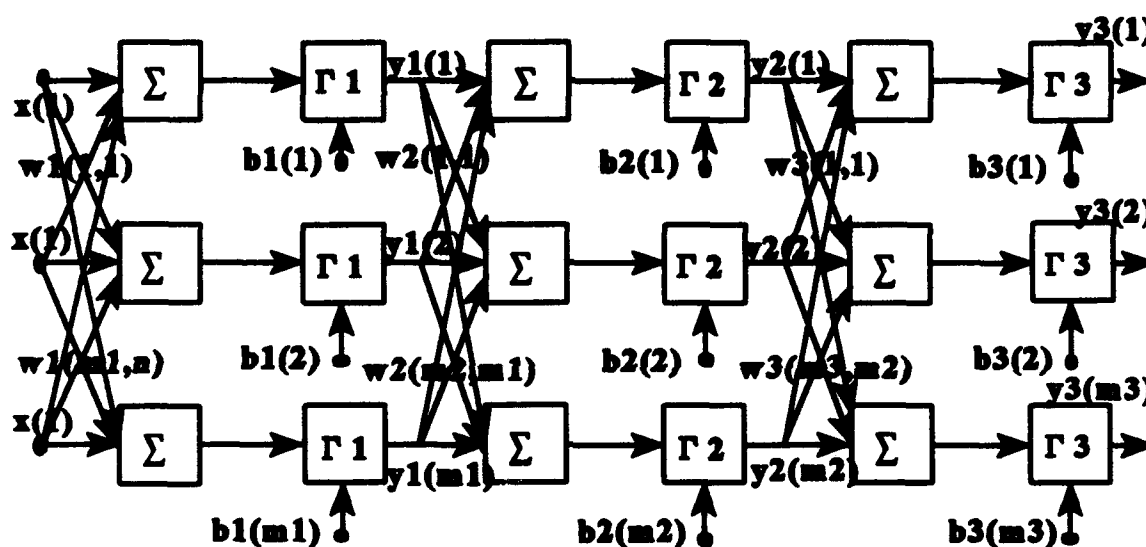 y3(1)
Σ Γ 1 y1(1) Σ Γ 2 y2(1) Σ Γ 3
x(1)
w1(1,1) b1(1) w2(1,1) b2(1) w3(1,1) b3(1)
y3(2)
x(1) Σ Γ 1 y1(2) Σ Γ 2 y2(2) Σ Γ 3
w1(m1,n) b1(2) w2(m2,m1) b2(2) w3(m3,m2) b3(2)
y3(m3)
x(1) Σ Γ 1 Σ Γ 2 Σ Γ 3
y1(m1) y2(m2)
b1(m1) b2(m2) b3(m3)